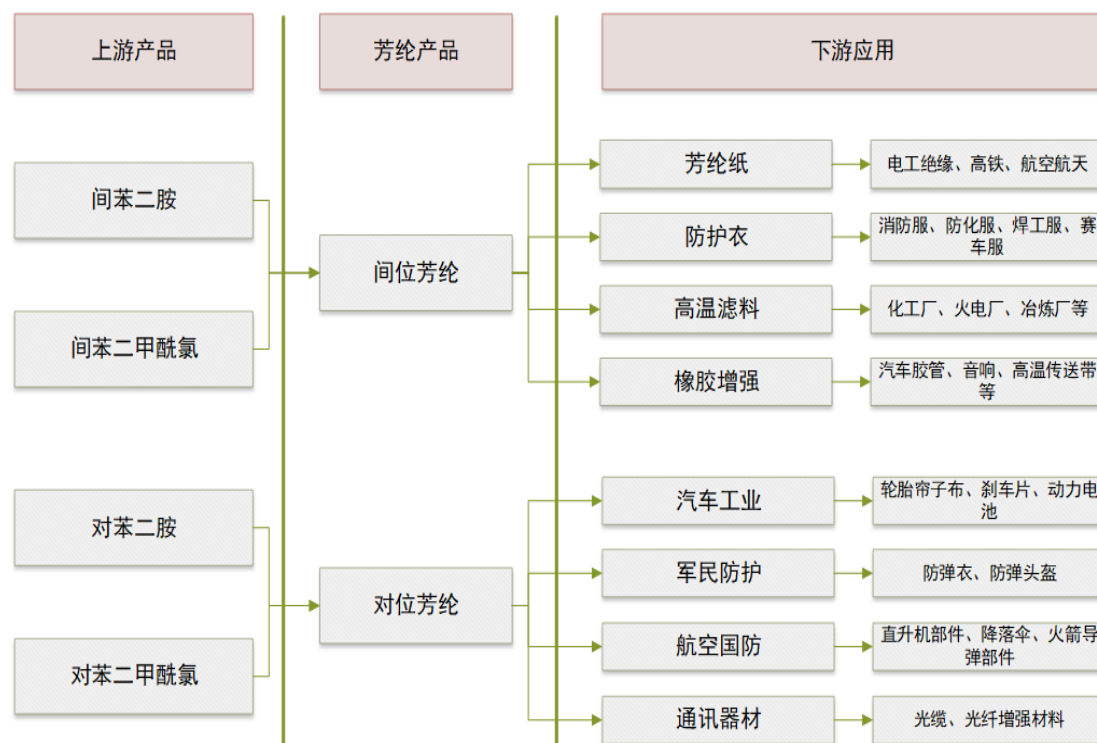 上游产品
芳纶产品
下游应用
间苯二胺
间苯二甲酰氯
间位芳纶
芳纶纸
电工绝缘、高铁、航空航天
防护衣
消防服、防化服、焊工服、赛
车服
高温滤料
化工厂、火电厂、冶炼厂等
橡胶增强
汽车胶管、音响、高温传送带
等
对苯二胺
对苯二甲酰氯
对位芳纶
汽车工业
轮胎帘子布、刹车片、动力电
池
军民防护
防弹衣、防弹头盔
航空国防
直升机部件、降落伞、火箭导
弹部件
通讯器材
光缆、光纤增强材料